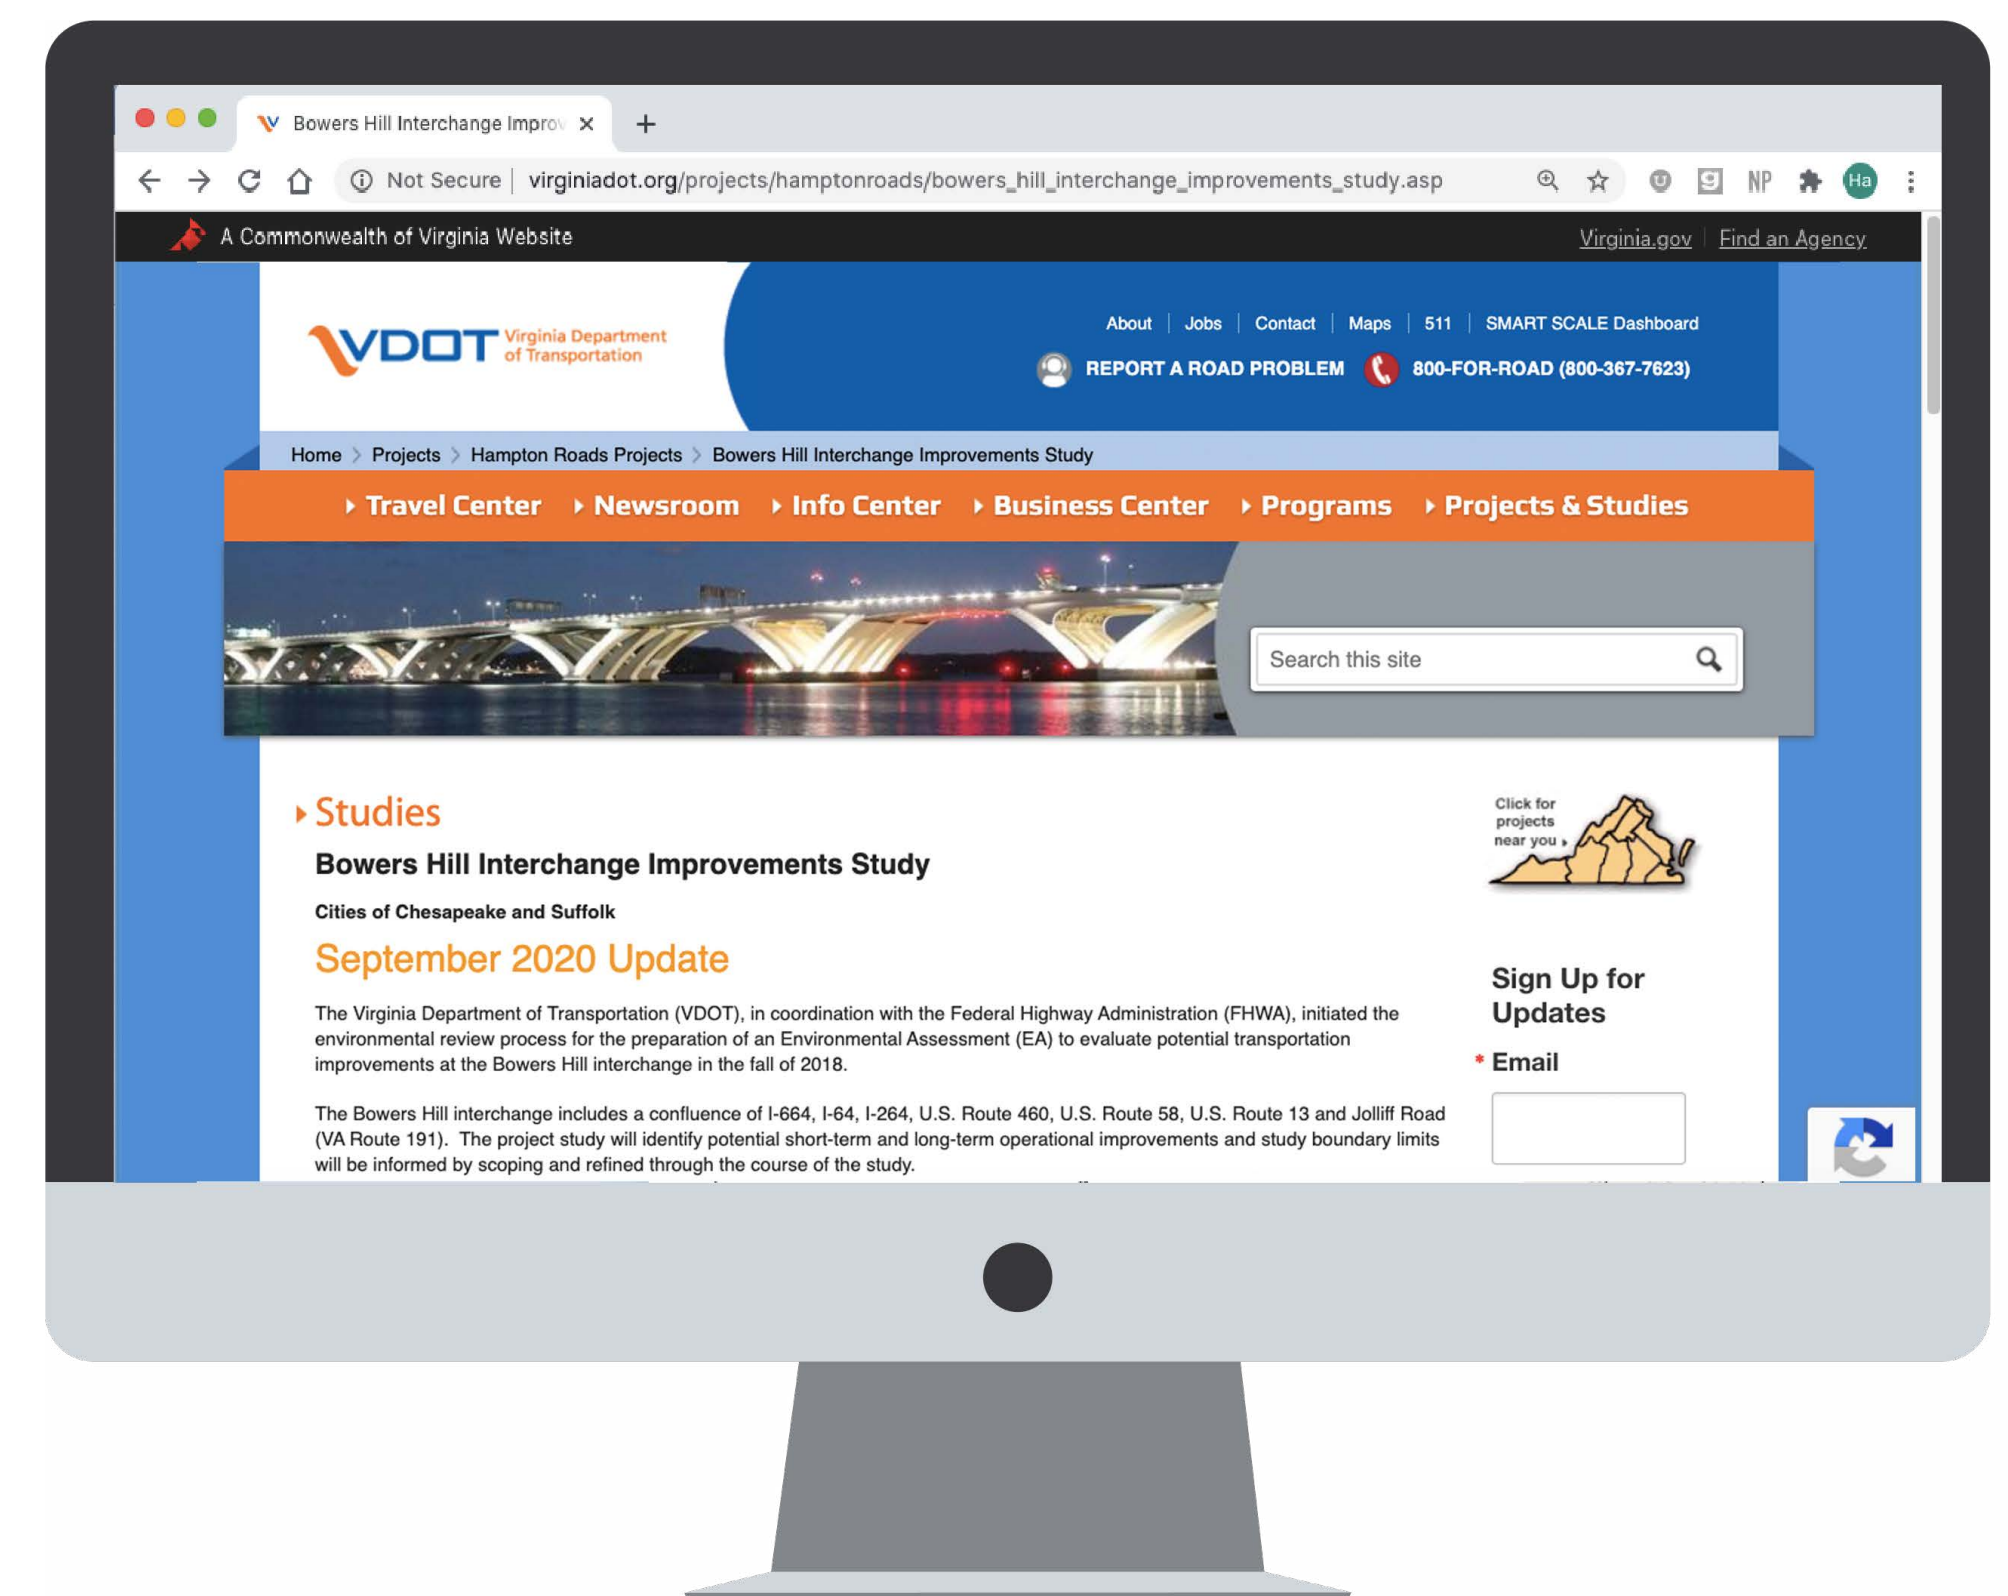 Bowers Hill Interchange Improv
Not Secure | virginiadot.org/projects/hamptonroads/bowers_hill_interchange_improvements_study.asp
NP
Ha
A Commonwealth of Virginia Website
Virginia.gov | Find an Agency
VDOT Virginia Department
of Transportation
About | Jobs | Contact | Maps | 511 | SMART SCALE Dashboard
REPORT A ROAD PROBLEM 800-FOR-ROAD (800-367-7623)
Home > Projects > Hampton Roads Projects > Bowers Hill Interchange Improvements Study
Travel Center Newsroom Info Center Business Center Programs Projects & Studies
Search this site
Studies
Bowers Hill Interchange Improvements Study
Cities of Chesapeake and Suffolk
September 2020 Update
The Virginia Department of Transportation (VDOT), in coordination with the Federal Highway Administration (FHWA), initiated the
environmental review process for the preparation of an Environmental Assessment (EA) to evaluate potential transportation
improvements at the Bowers Hill interchange in the fall of 2018.
The Bowers Hill interchange includes a confluence of I-664, I-64, I-264, U.S. Route 460, U.S. Route 58, U.S. Route 13 and Jolliff Road
(VA Route 191). The project study will identify potential short-term and long-term operational improvements and study boundary limits
will be informed by scoping and refined through the course of the study.
Click for
projects
near you
Sign Up for
Updates
* Email